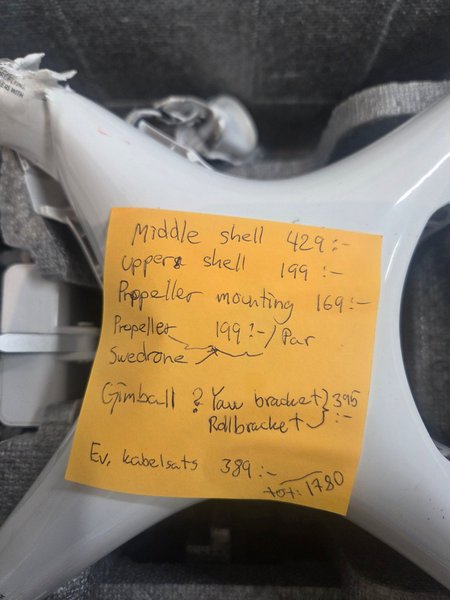 Middle shell 429:-
Upper shell 199:-
Propeller mounting 169:-
Propeller 199:-/Par
Swedrone
Gimball ? Yaw bracket } 395
Rollbracket :-
Ev. kabelsats 389:-
tot: 1780